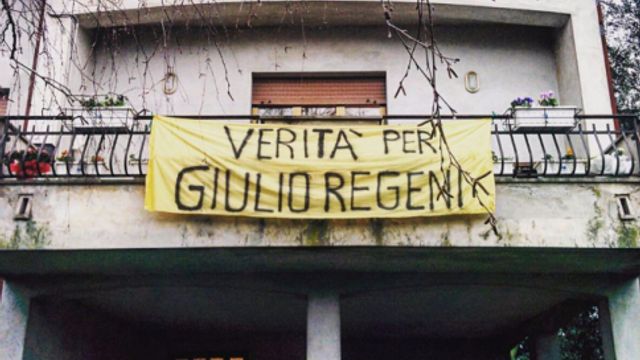 VERITA' PER
GIULIO REGENI